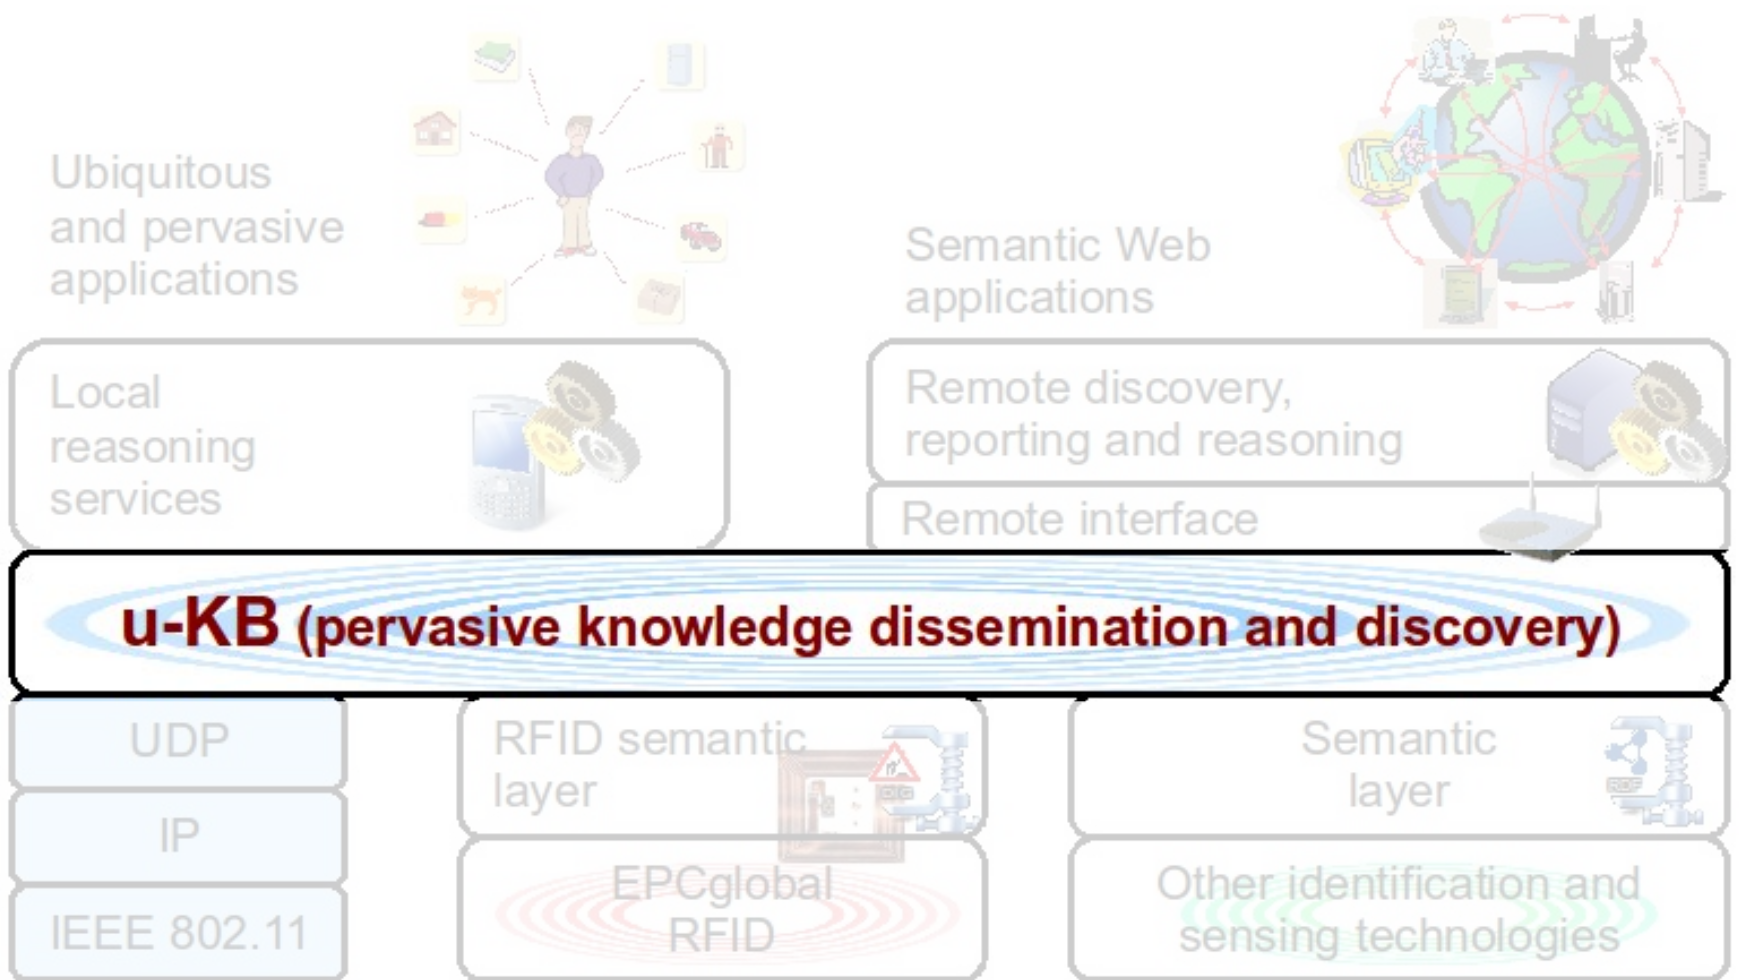 Ubiquitous
and pervasive
applications
Semantic Web
applications
Local
reasoning
services
Remote discovery,
reporting and reasoning
Remote interface
u-KB (pervasive knowledge dissemination and discovery)
UDP
IP
IEEE 802.11
RFID semantic
layer
DIG
EPCglobal
RFID
Semantic
layer
RDF
Other identification and
sensing technologies